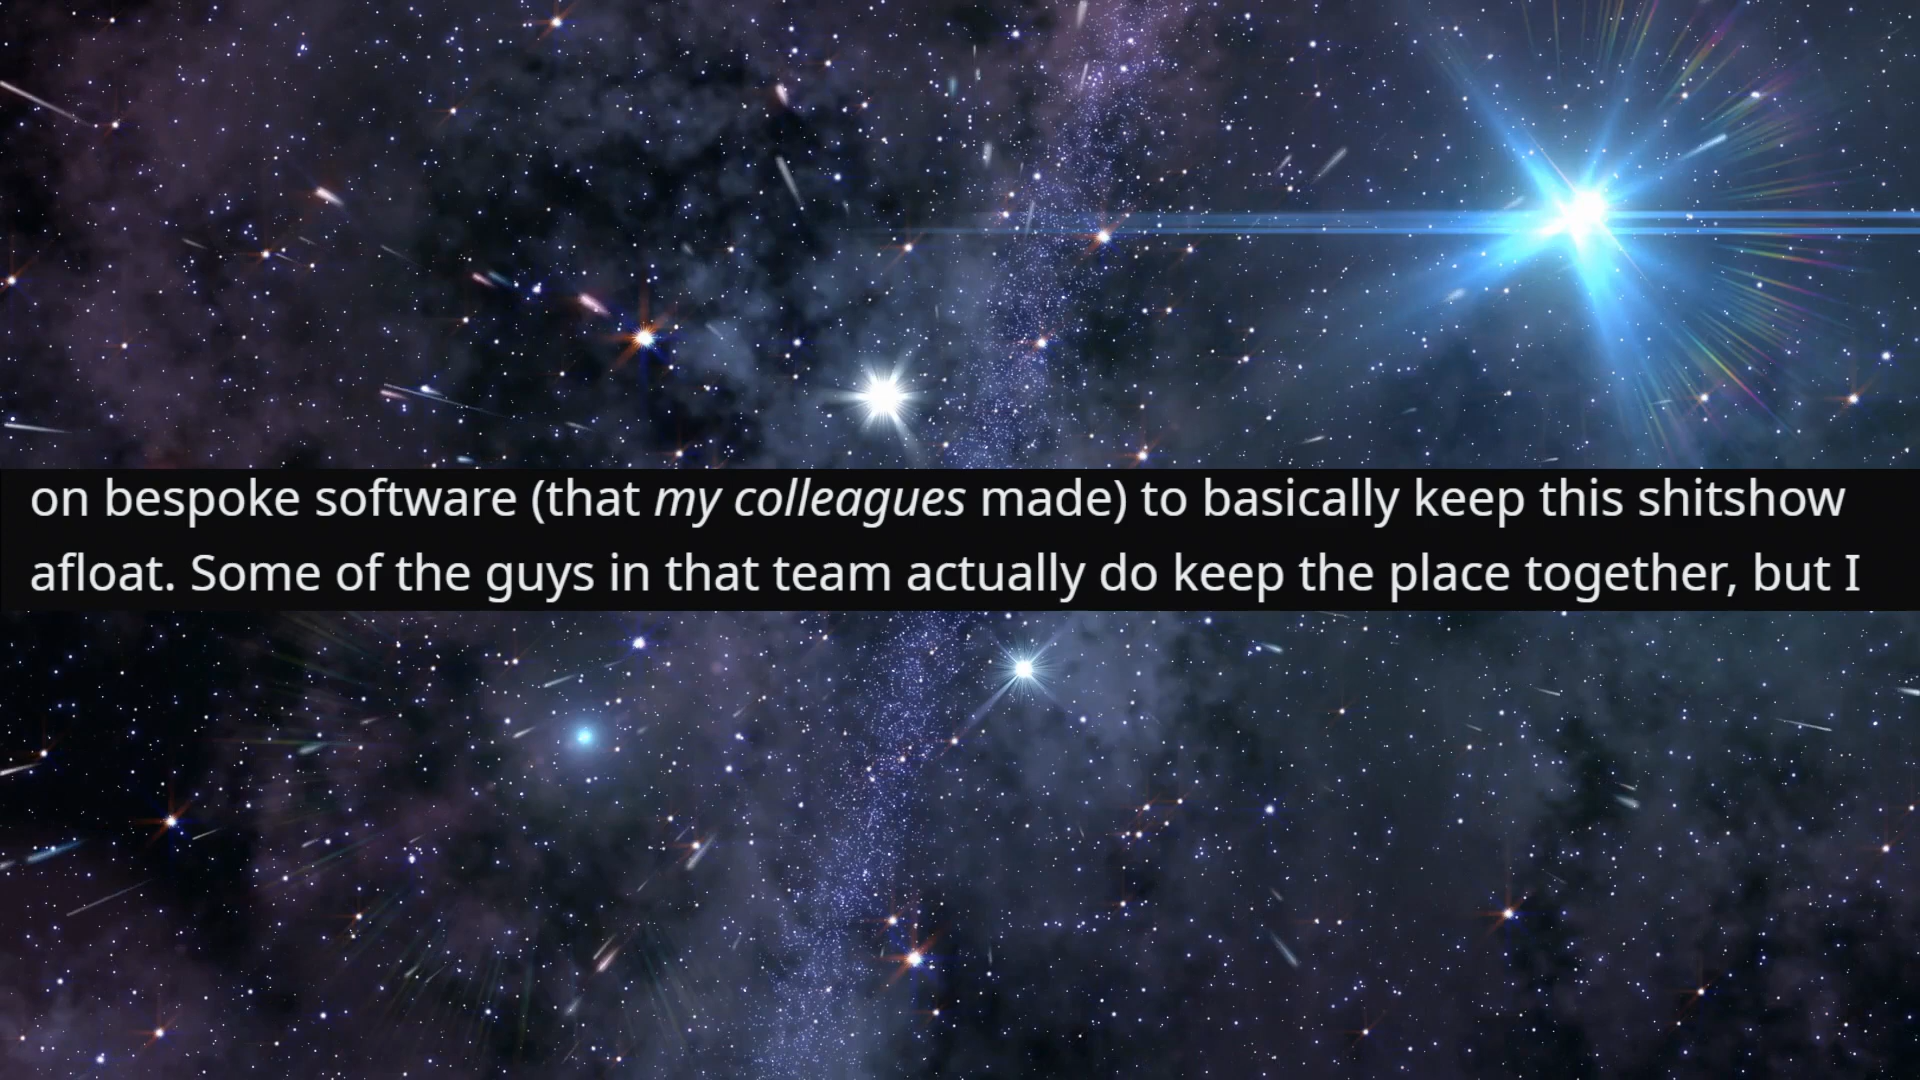 on bespoke software (that my colleagues made) to basically keep this shitshow
afloat. Some of the guys in that team actually do keep the place together, but I